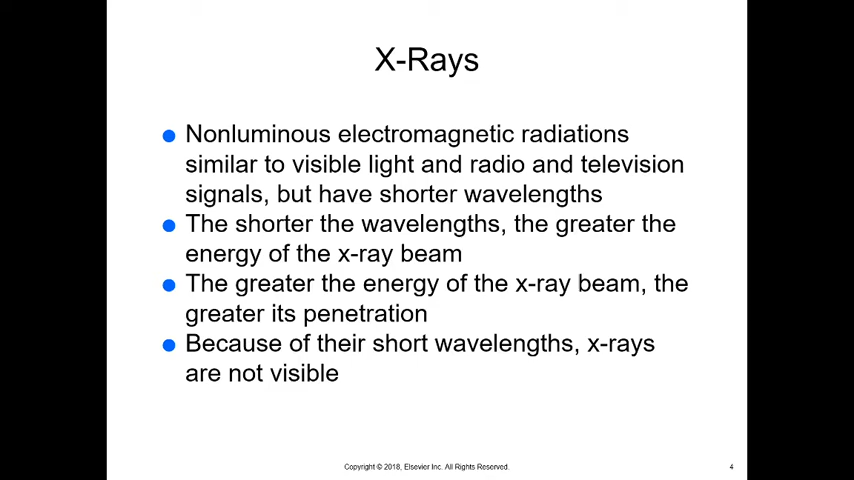 X-Rays
Nonluminous electromagnetic radiations
similar to visible light and radio and television
signals, but have shorter wavelengths
The shorter the wavelengths, the greater the
energy of the x-ray beam
The greater the energy of the x-ray beam, the
greater its penetration
Because of their short wavelengths, x-rays
are not visible
Copyright © 2018, Elsevier Inc. All Rights Reserved.
4